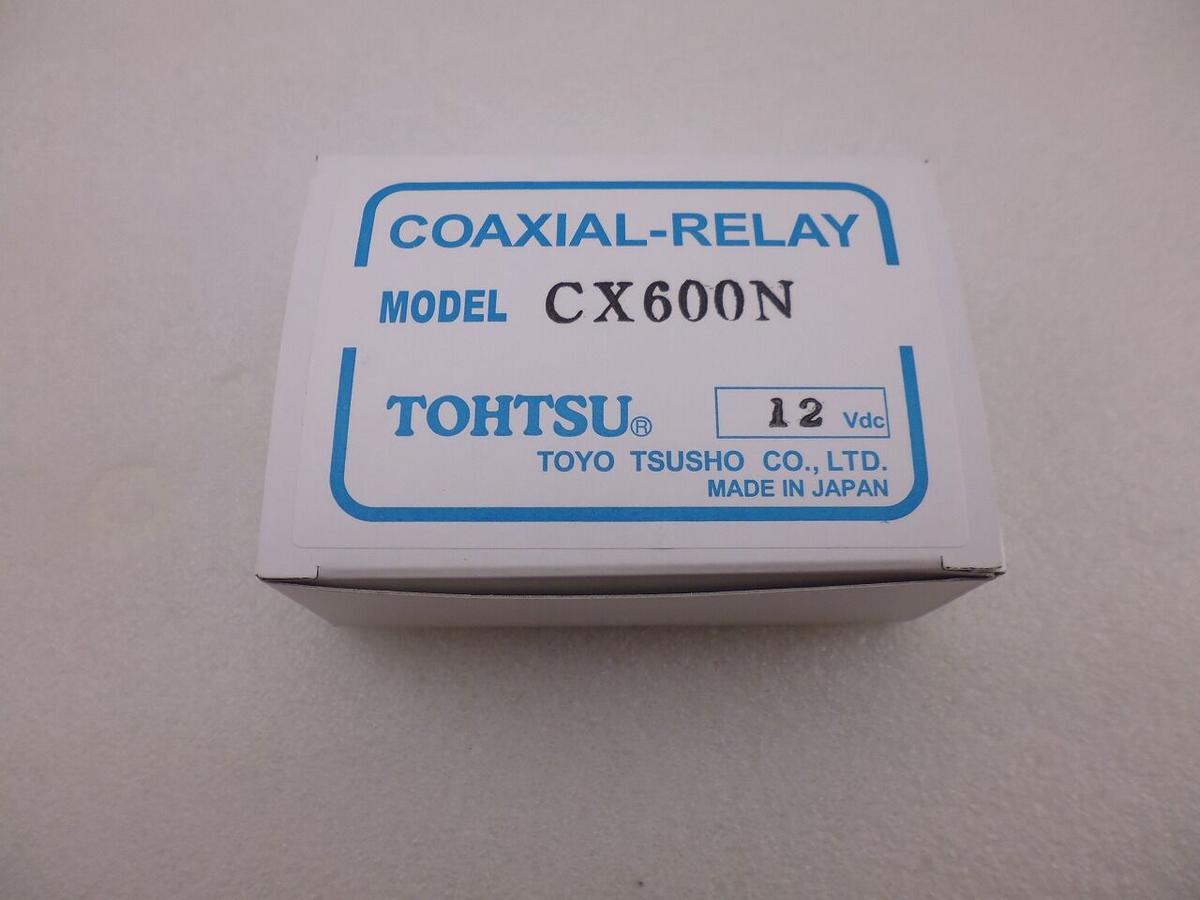 COAXIAL-RELAY
MODEL CX600N
TOHTSU® 12 Vdc
TOYO TSUSHO CO., LTD.
MADE IN JAPAN